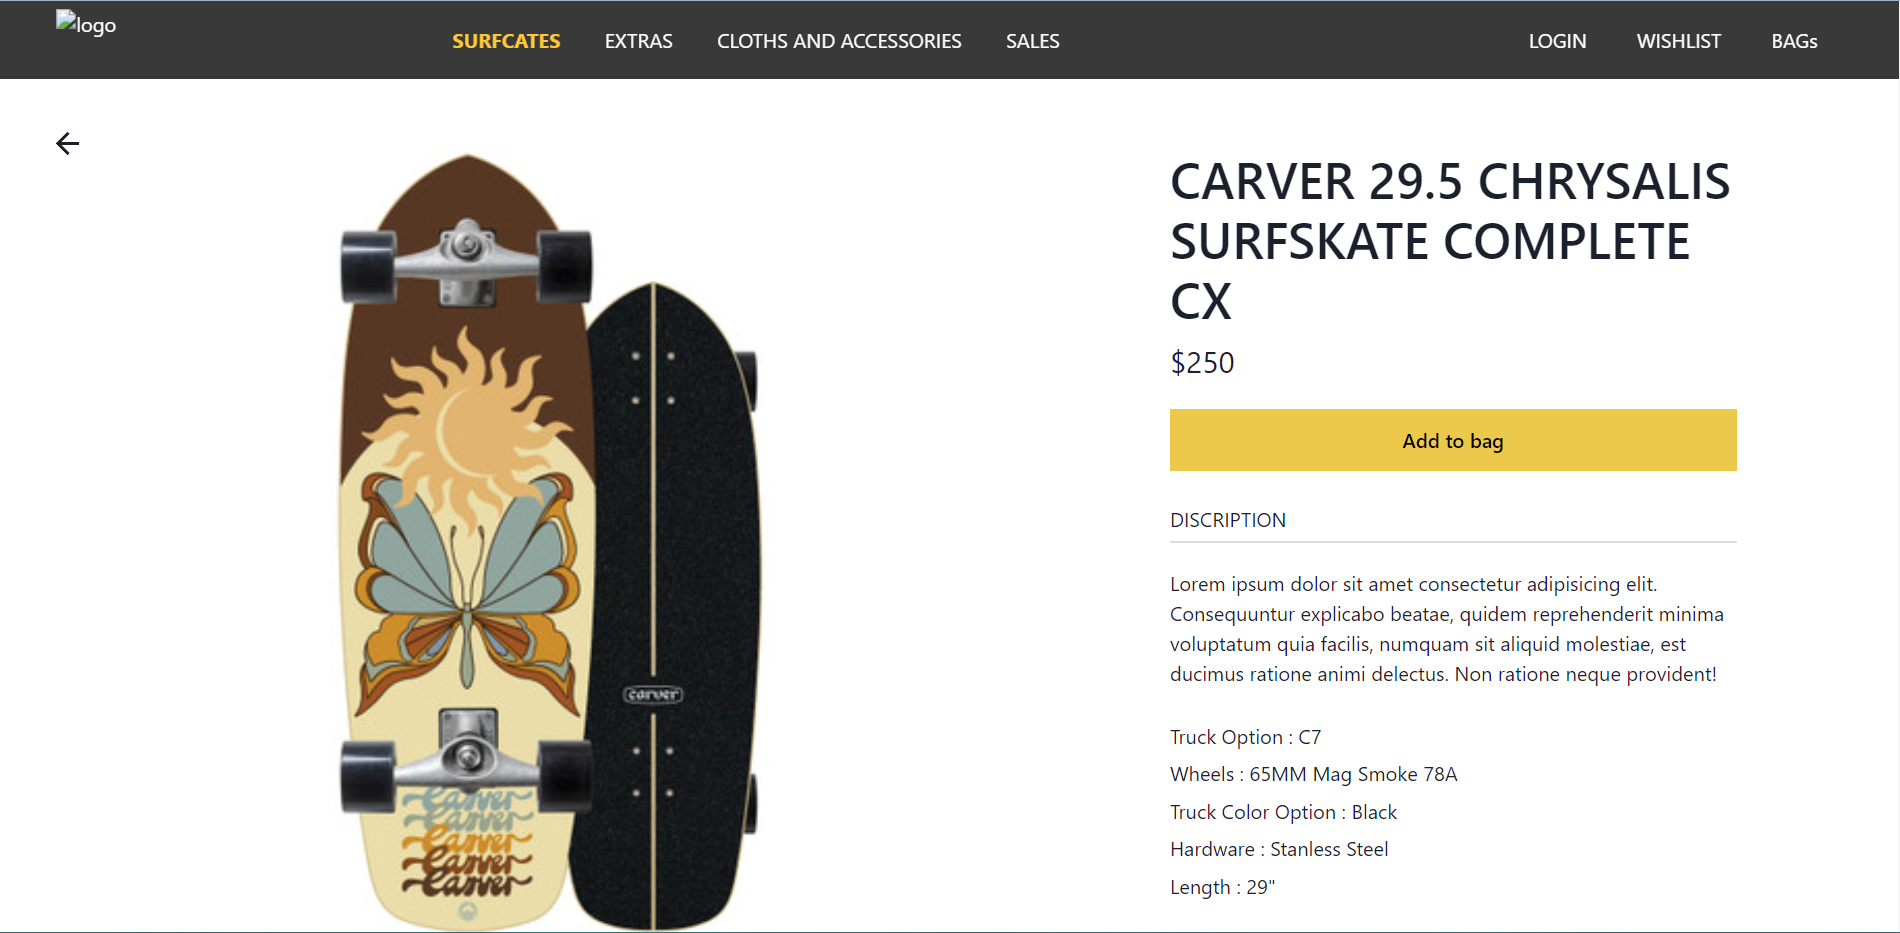 logo
SURFCATES EXTRAS CLOTHS AND ACCESSORIES SALES LOGIN WISHLIST BAGs
CARVER 29.5 CHRYSALIS
SURFSKATE COMPLETE
CX
$250
Add to bag
DISCRIPTION
Lorem ipsum dolor sit amet consectetur adipisicing elit.
Consequuntur explicabo beatae, quidem reprehenderit minima
voluptatum quia facilis, numquam sit aliquid molestiae, est
ducimus ratione animi delectus. Non ratione neque provident!
Truck Option : C7
Wheels : 65MM Mag Smoke 78A
Truck Color Option : Black
Hardware : Stanless Steel
Length : 29"
carver
Carver
Carver
Carver
Carver
Carver